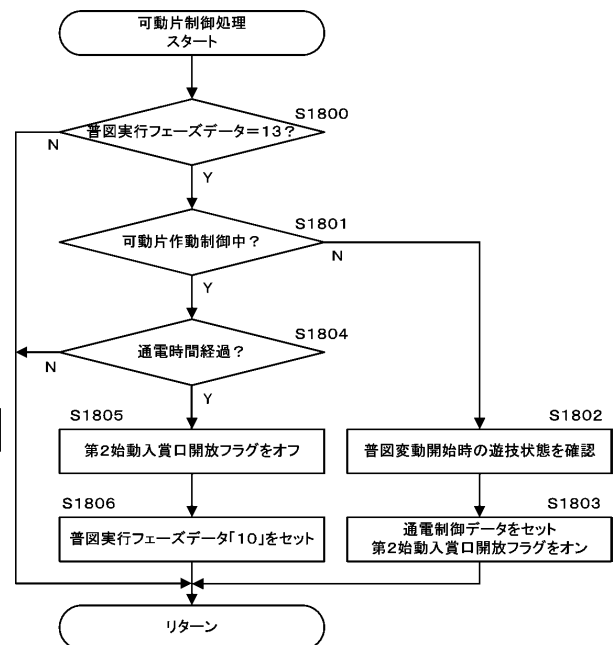 可動片制御処理
スタート
S1800
普図実行フェーズデータ=13?
N
Y
S1801
可動片作動制御中?
N
Y
S1804
通電時間経過?
N
Y
S1805
第2始動入賞口開放フラグをオフ
S1802
普図変動開始時の遊技状態を確認
S1806
普図実行フェーズデータ「10」をセット
S1803
通電制御データをセット
第2始動入賞口開放フラグをオン
リターン